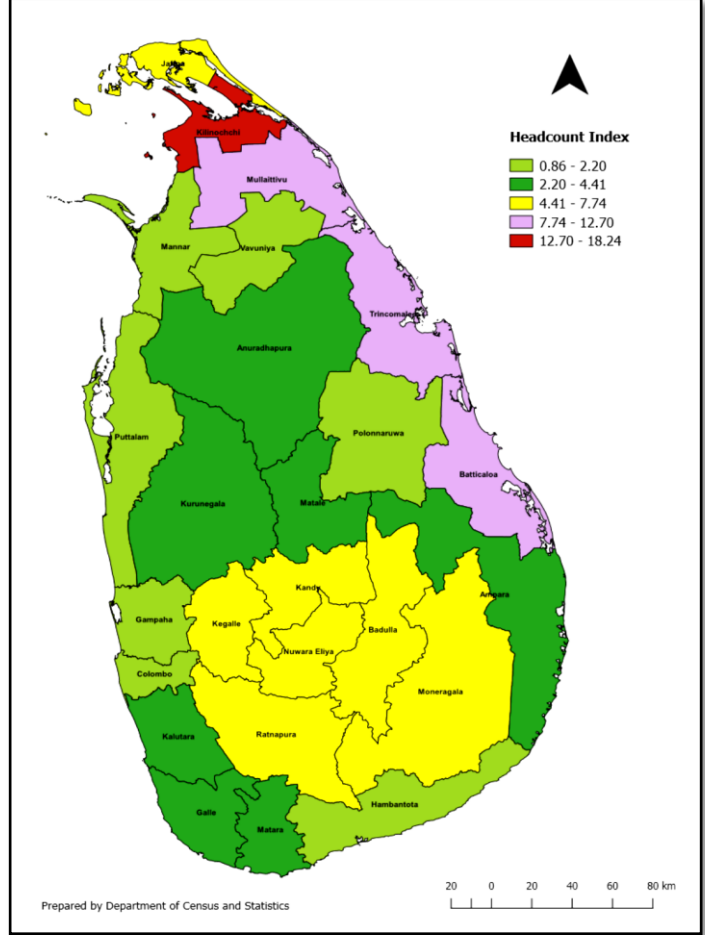 Jaffna
Kilinochchi
Mullaittivu
Mannar
Vavuniya
Trincomalee
Anuradhapura
Polonnaruwa
Puttalam
Batticaloa
Kurunegala
Matale
Kandy
Ampara
Gampaha
Kegalle
Badulla
Nuwara Eliya
Colombo
Moneragala
Kalutara
Ratnapura
Hambantota
Galle
Matara
Headcount Index
0.86 - 2.20
2.20 - 4.41
4.41 - 7.74
7.74 - 12.70
12.70 - 18.24
20 0 20 40 60 80 km
Prepared by Department of Census and Statistics